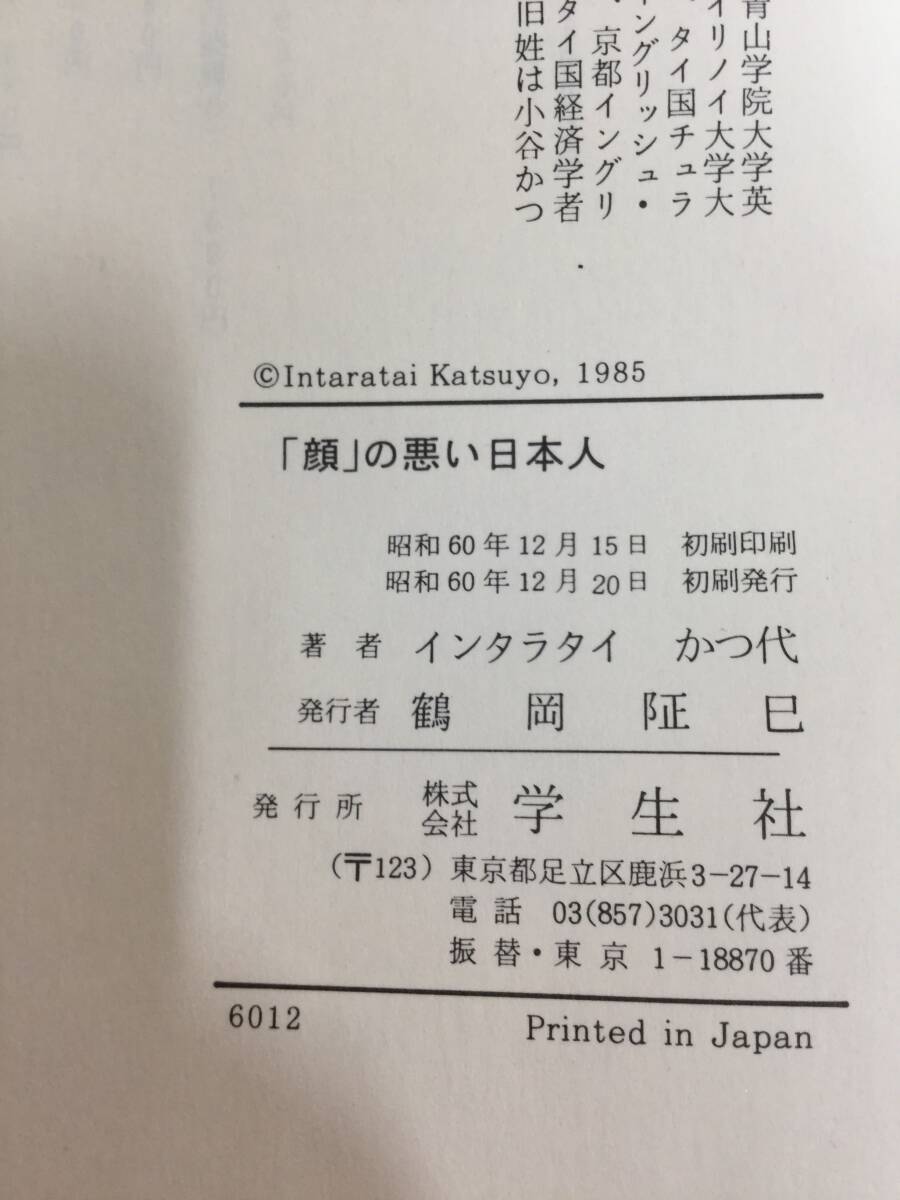 青山学院大学英
イリノイ大学大
タイ国チュラ
イングリッシュ・
京都イングリ
タイ国経済学者
旧姓は小谷かつ
©Intaratai Katsuyo, 1985
「顔」の悪い日本人
昭和60年12月15日 初刷印刷
昭和60年12月20日 初刷発行
著者 インタラタイ かつ代
発行者 鶴岡阷巳
発行所 株式会社 学生社
(〒123) 東京都足立区鹿浜3-27-14
電話 03(857)3031(代表)
振替・東京 1-18870番
6012 Printed in Japan